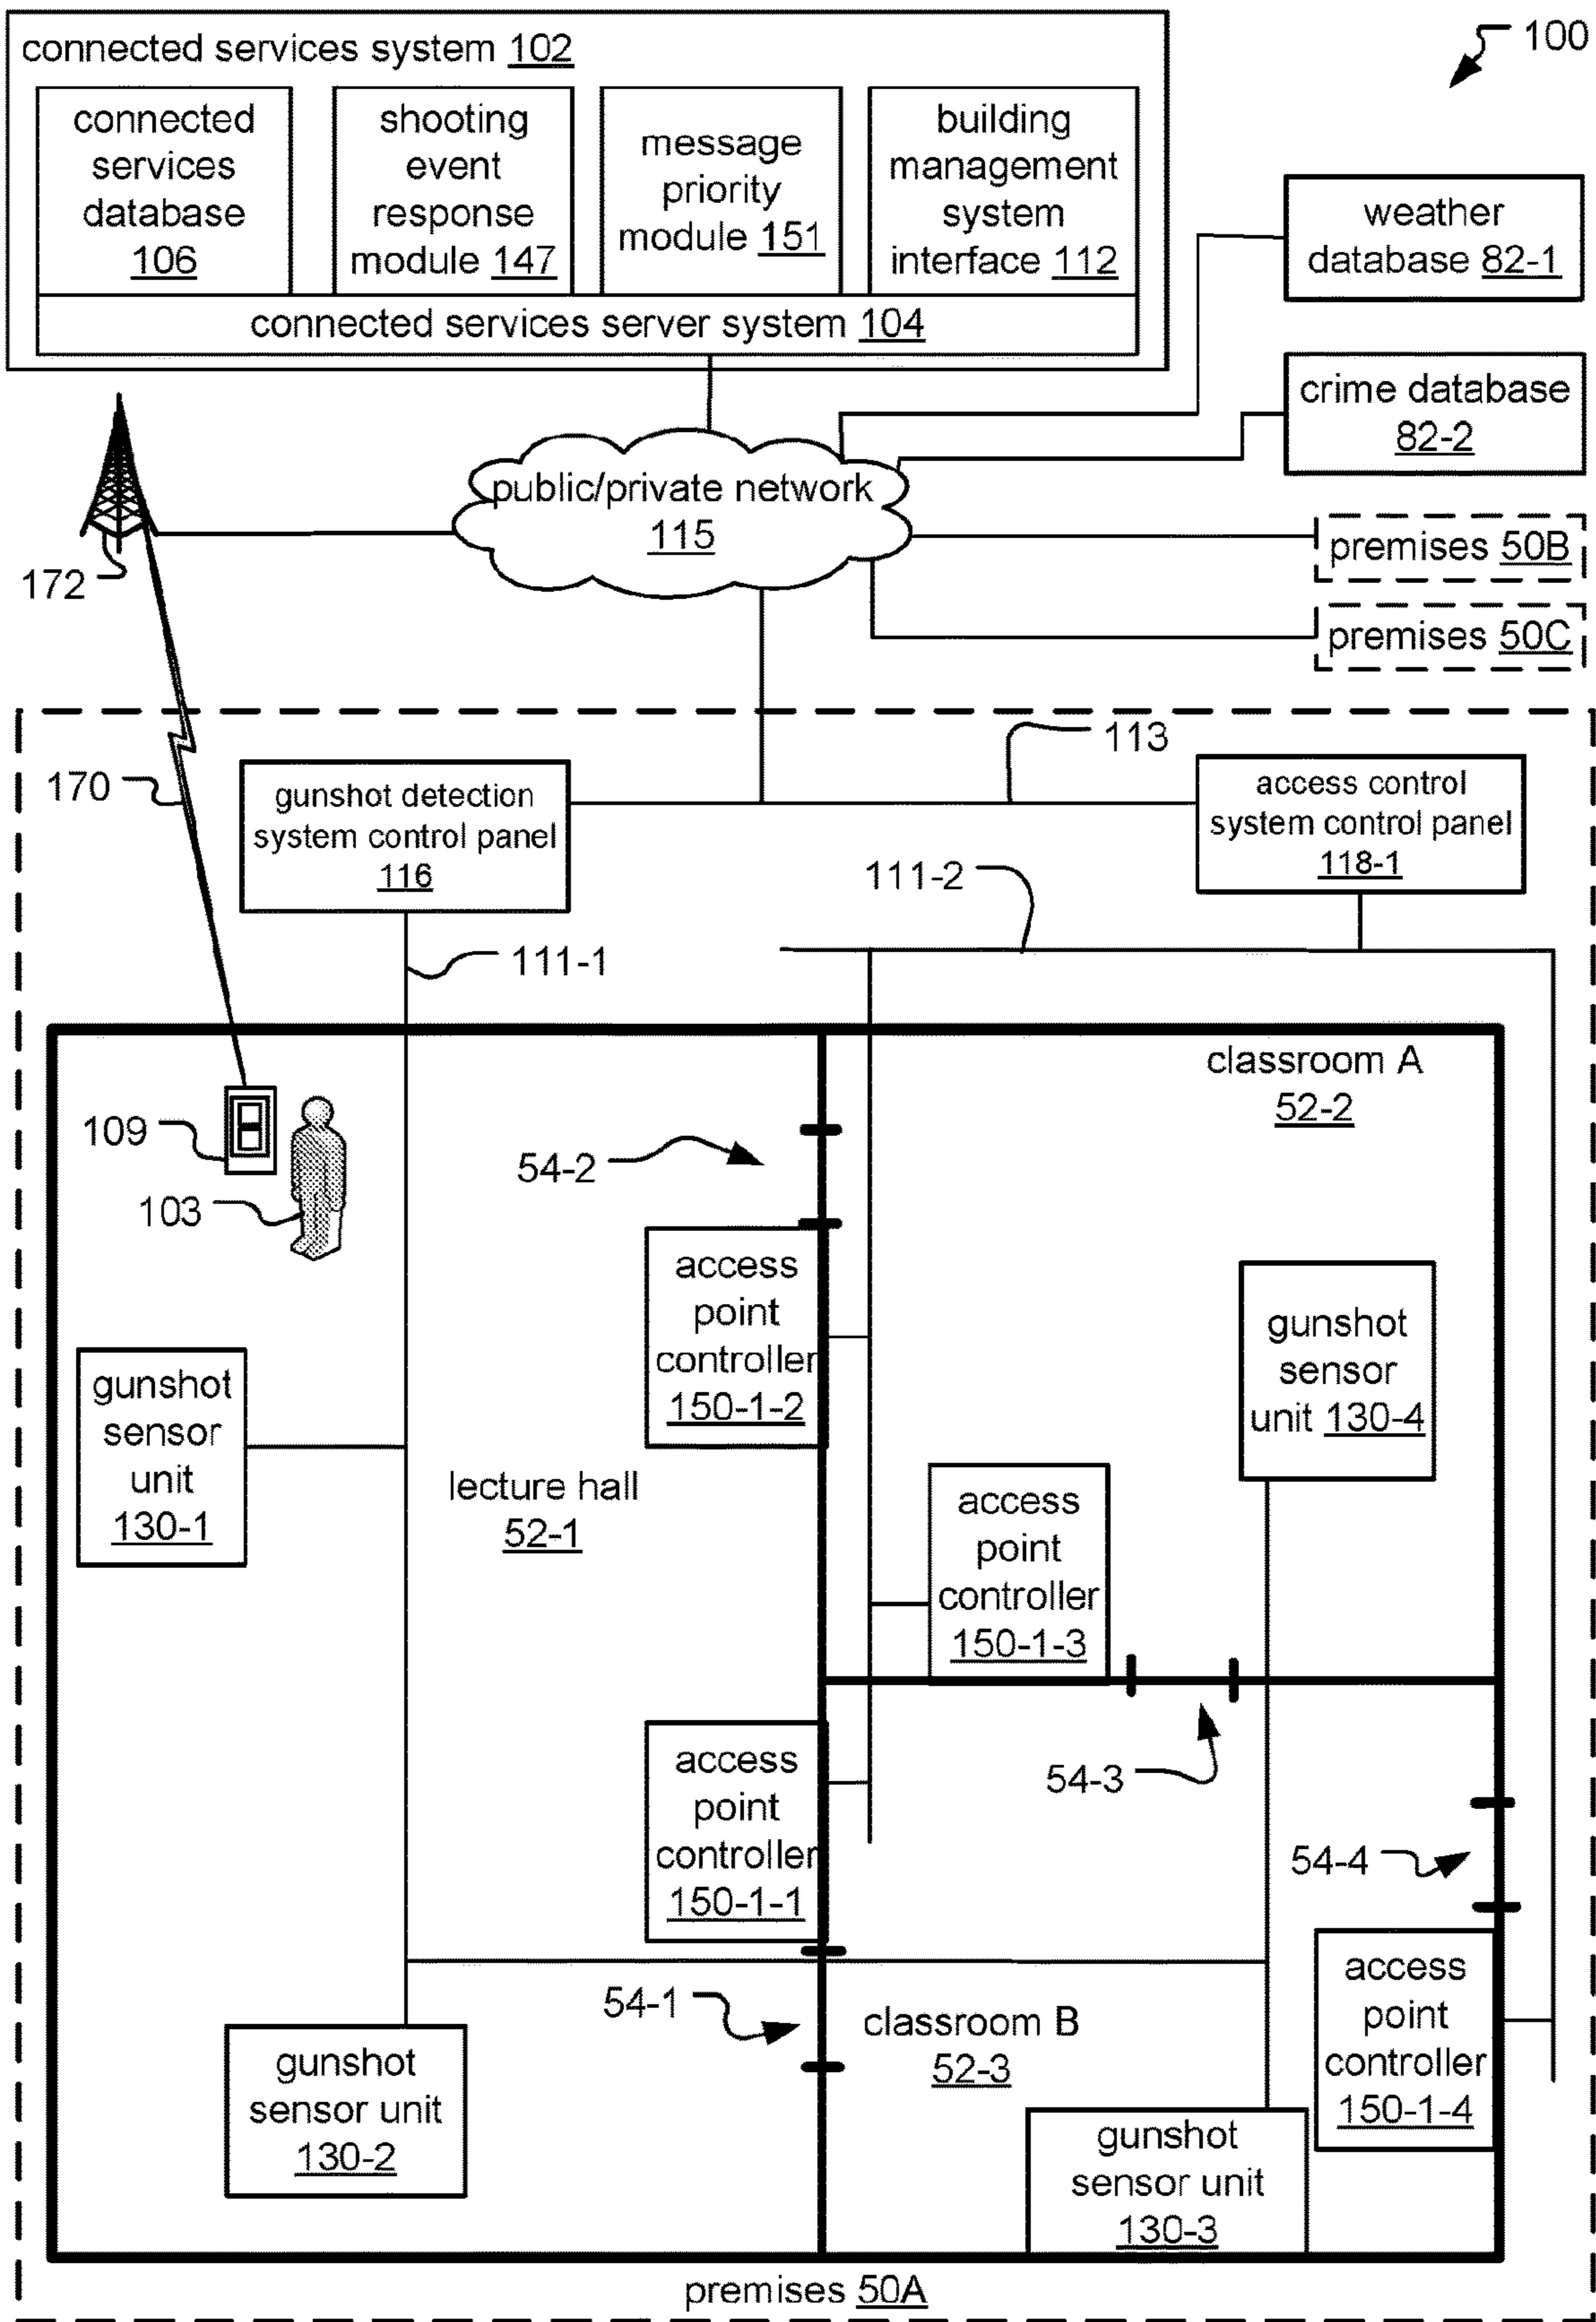 connected services system 102
100
connected
services
database
106
shooting
event
response
module 147
message
priority
module 151
building
management
system
interface 112
connected services server system 104
weather
database 82-1
crime database
82-2
public/private network
115
premises 50B
premises 50C
172
170
113
gunshot detection
system control panel
116
access control
system control panel
118-1
111-2
111-1
classroom A
52-2
109
103
54-2
access
point
controller
150-1-2
gunshot
sensor
unit 130-4
gunshot
sensor
unit
130-1
lecture hall
52-1
access
point
controller
150-1-3
access
point
controller
150-1-1
54-3
54-4
54-1
classroom B
52-3
access
point
controller
150-1-4
gunshot
sensor unit
130-2
gunshot
sensor unit
130-3
premises 50A